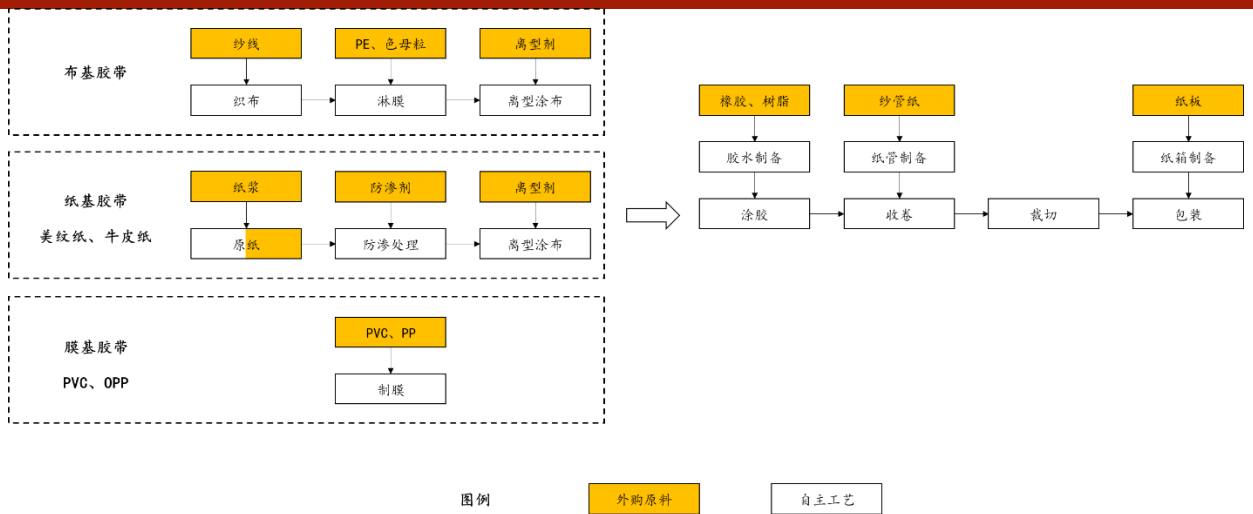 布基胶带
纱线
PE、色母粒
离型剂
织布
淋膜
离型涂布
纸基胶带
美纹纸、牛皮纸
纸浆
防渗剂
离型剂
原纸
防渗处理
离型涂布
膜基胶带
PVC、OPP
PVC、PP
制膜
橡胶、树脂
纱管纸
纸板
胶水制备
纸管制备
纸箱制备
涂胶
收卷
裁切
包装
图例
外购原料
自主工艺